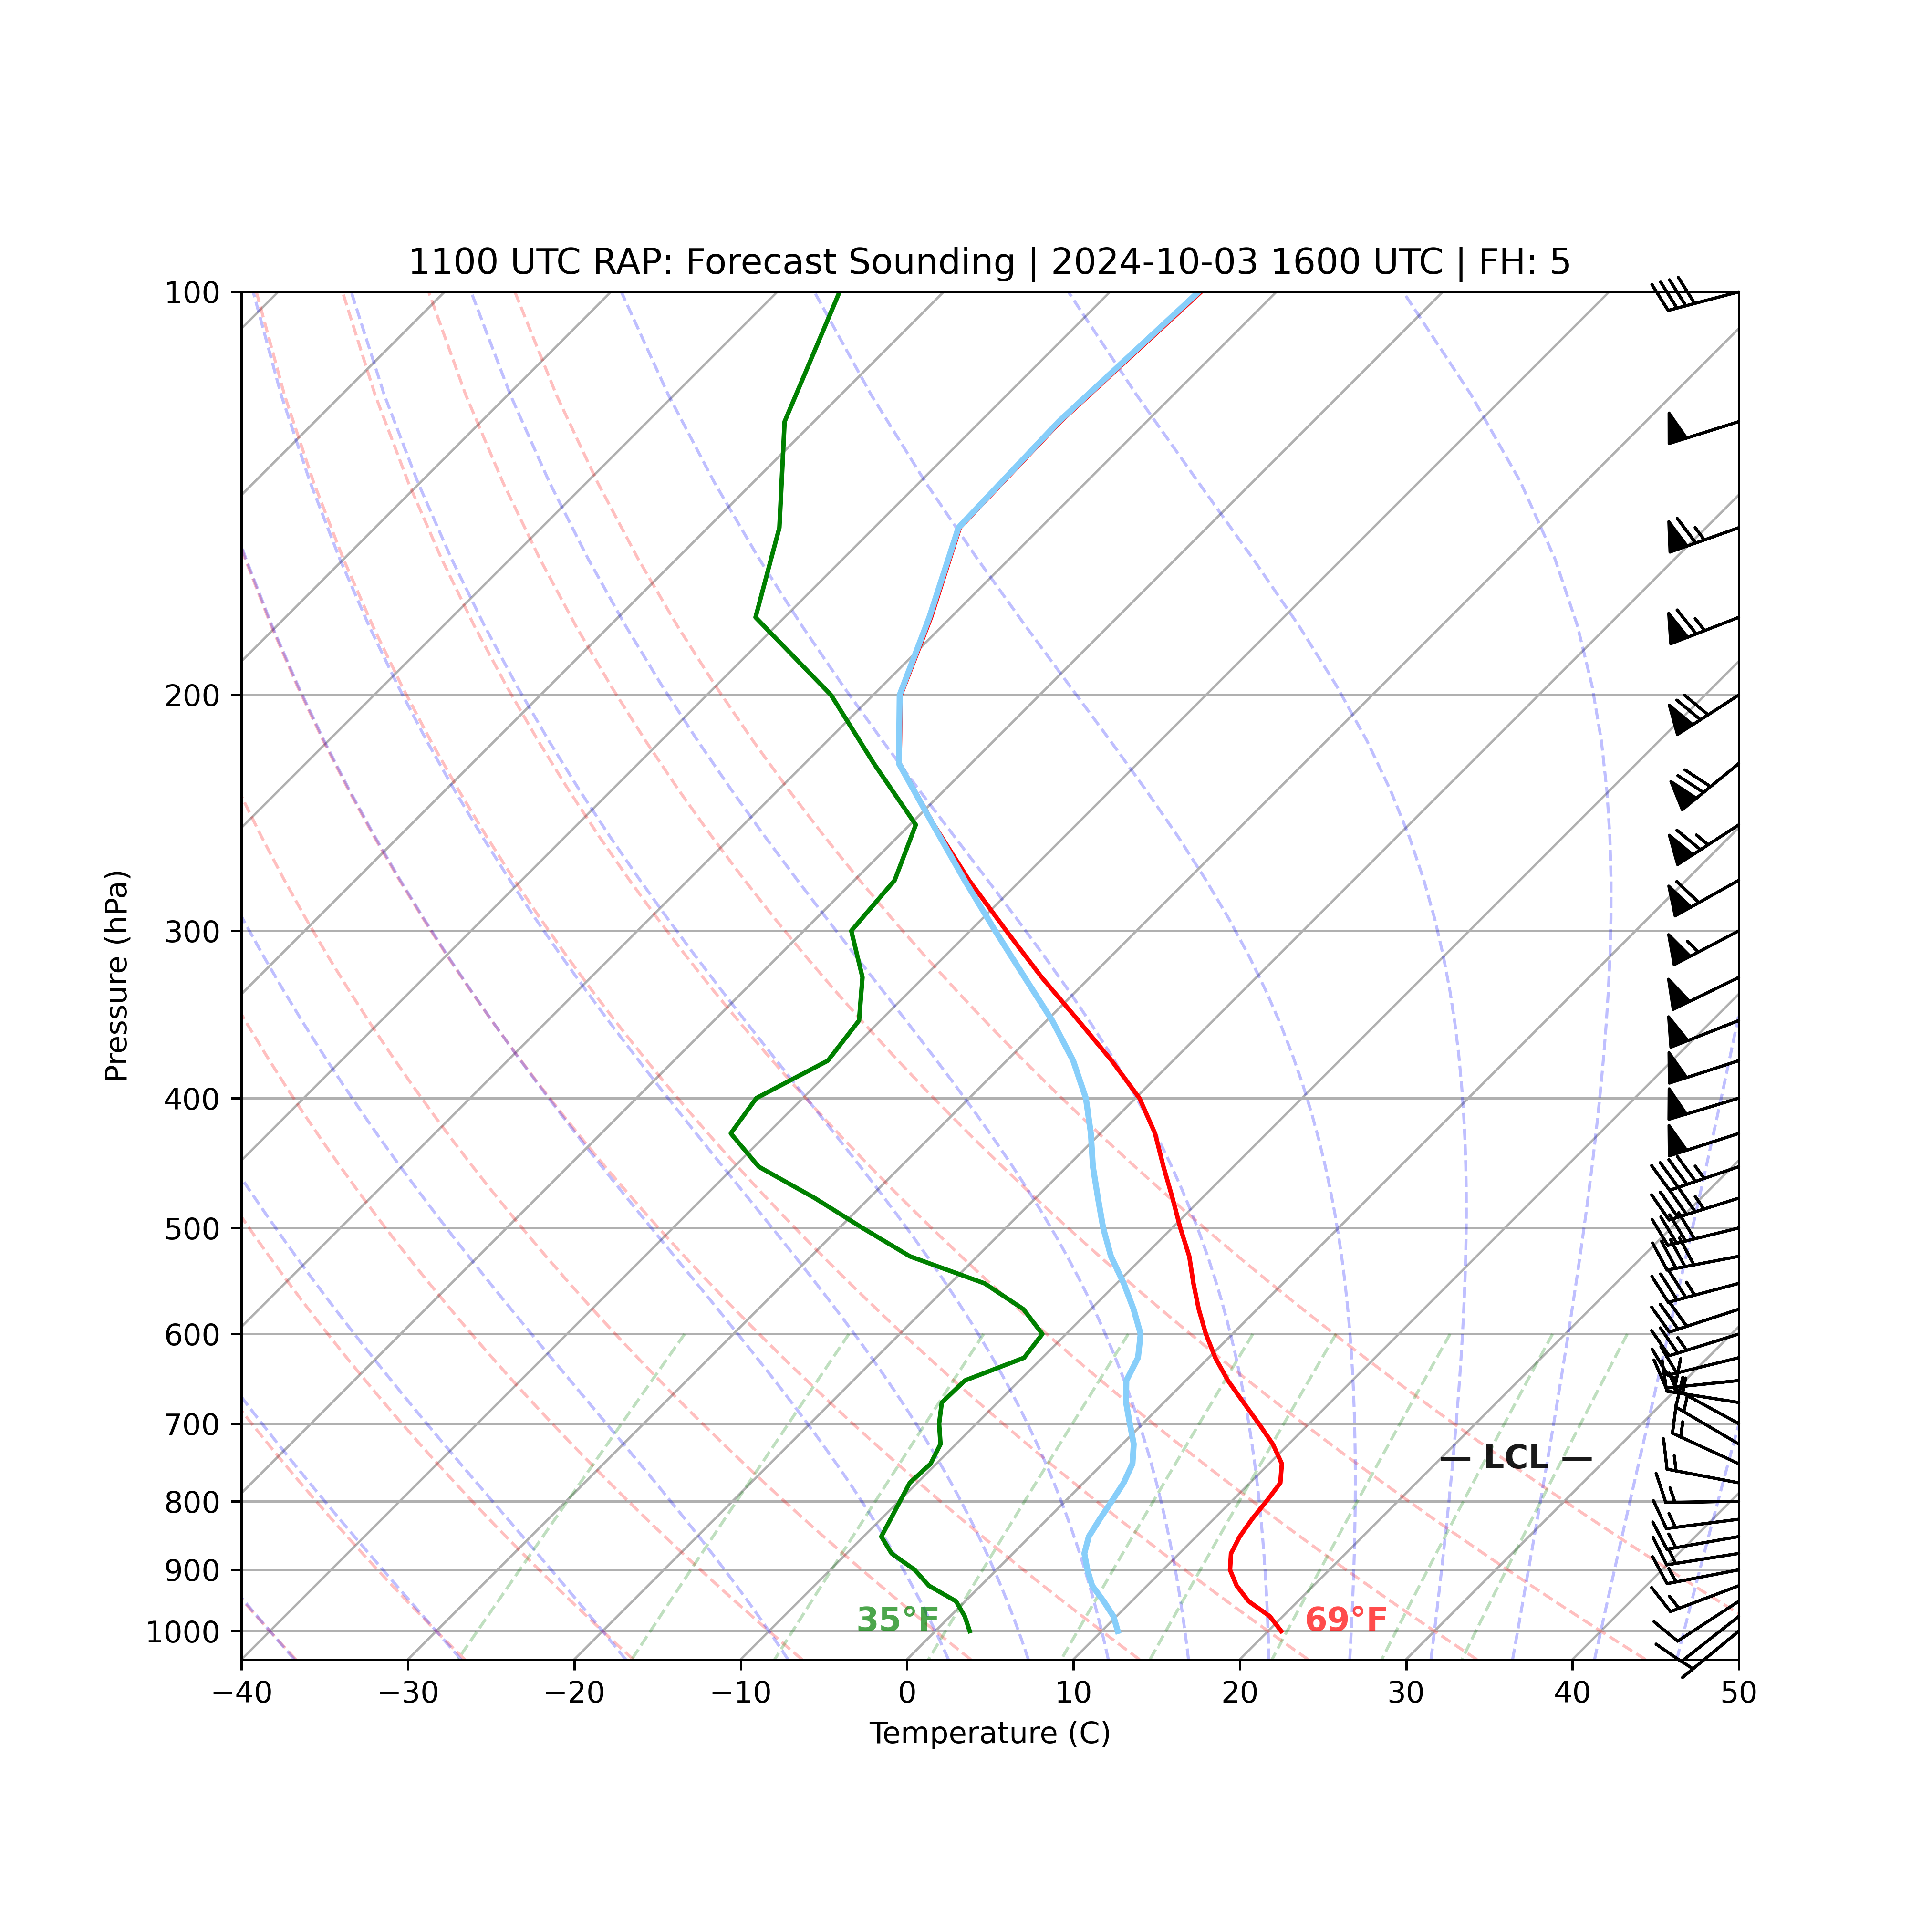 1100 UTC RAP: Forecast Sounding | 2024-10-03 1600 UTC | FH: 5
100
200
300
400
500
600
700
800
900
1000
Pressure (hPa)
— LCL —
35°F
69°F
−40 −30 −20 −10 0 10 20 30 40 50
Temperature (C)